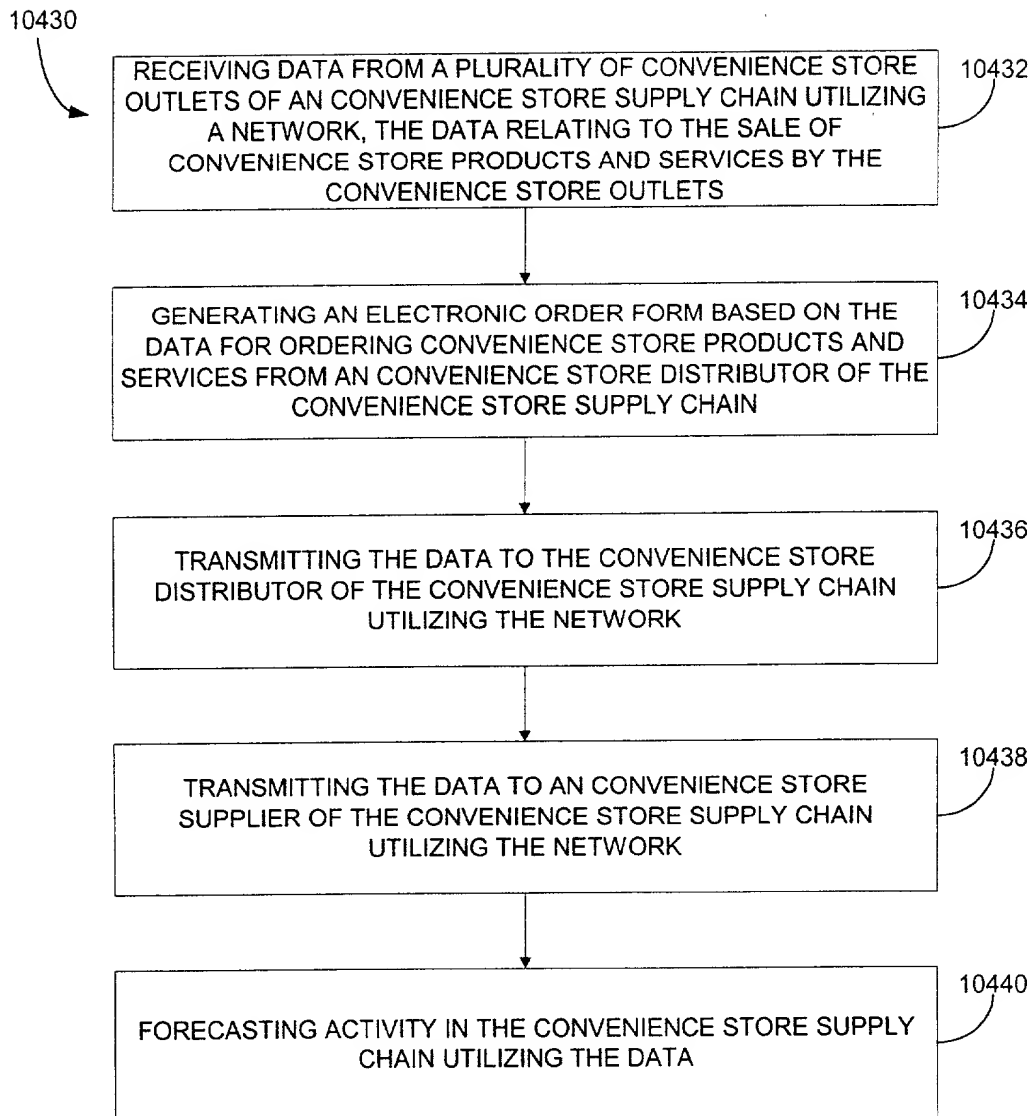 10430
RECEIVING DATA FROM A PLURALITY OF CONVENIENCE STORE
OUTLETS OF AN CONVENIENCE STORE SUPPLY CHAIN UTILIZING
A NETWORK, THE DATA RELATING TO THE SALE OF
CONVENIENCE STORE PRODUCTS AND SERVICES BY THE
CONVENIENCE STORE OUTLETS
10432
GENERATING AN ELECTRONIC ORDER FORM BASED ON THE
DATA FOR ORDERING CONVENIENCE STORE PRODUCTS AND
SERVICES FROM AN CONVENIENCE STORE DISTRIBUTOR OF THE
CONVENIENCE STORE SUPPLY CHAIN
10434
TRANSMITTING THE DATA TO THE CONVENIENCE STORE
DISTRIBUTOR OF THE CONVENIENCE STORE SUPPLY CHAIN
UTILIZING THE NETWORK
10436
TRANSMITTING THE DATA TO AN CONVENIENCE STORE
SUPPLIER OF THE CONVENIENCE STORE SUPPLY CHAIN
UTILIZING THE NETWORK
10438
FORECASTING ACTIVITY IN THE CONVENIENCE STORE SUPPLY
CHAIN UTILIZING THE DATA
10440